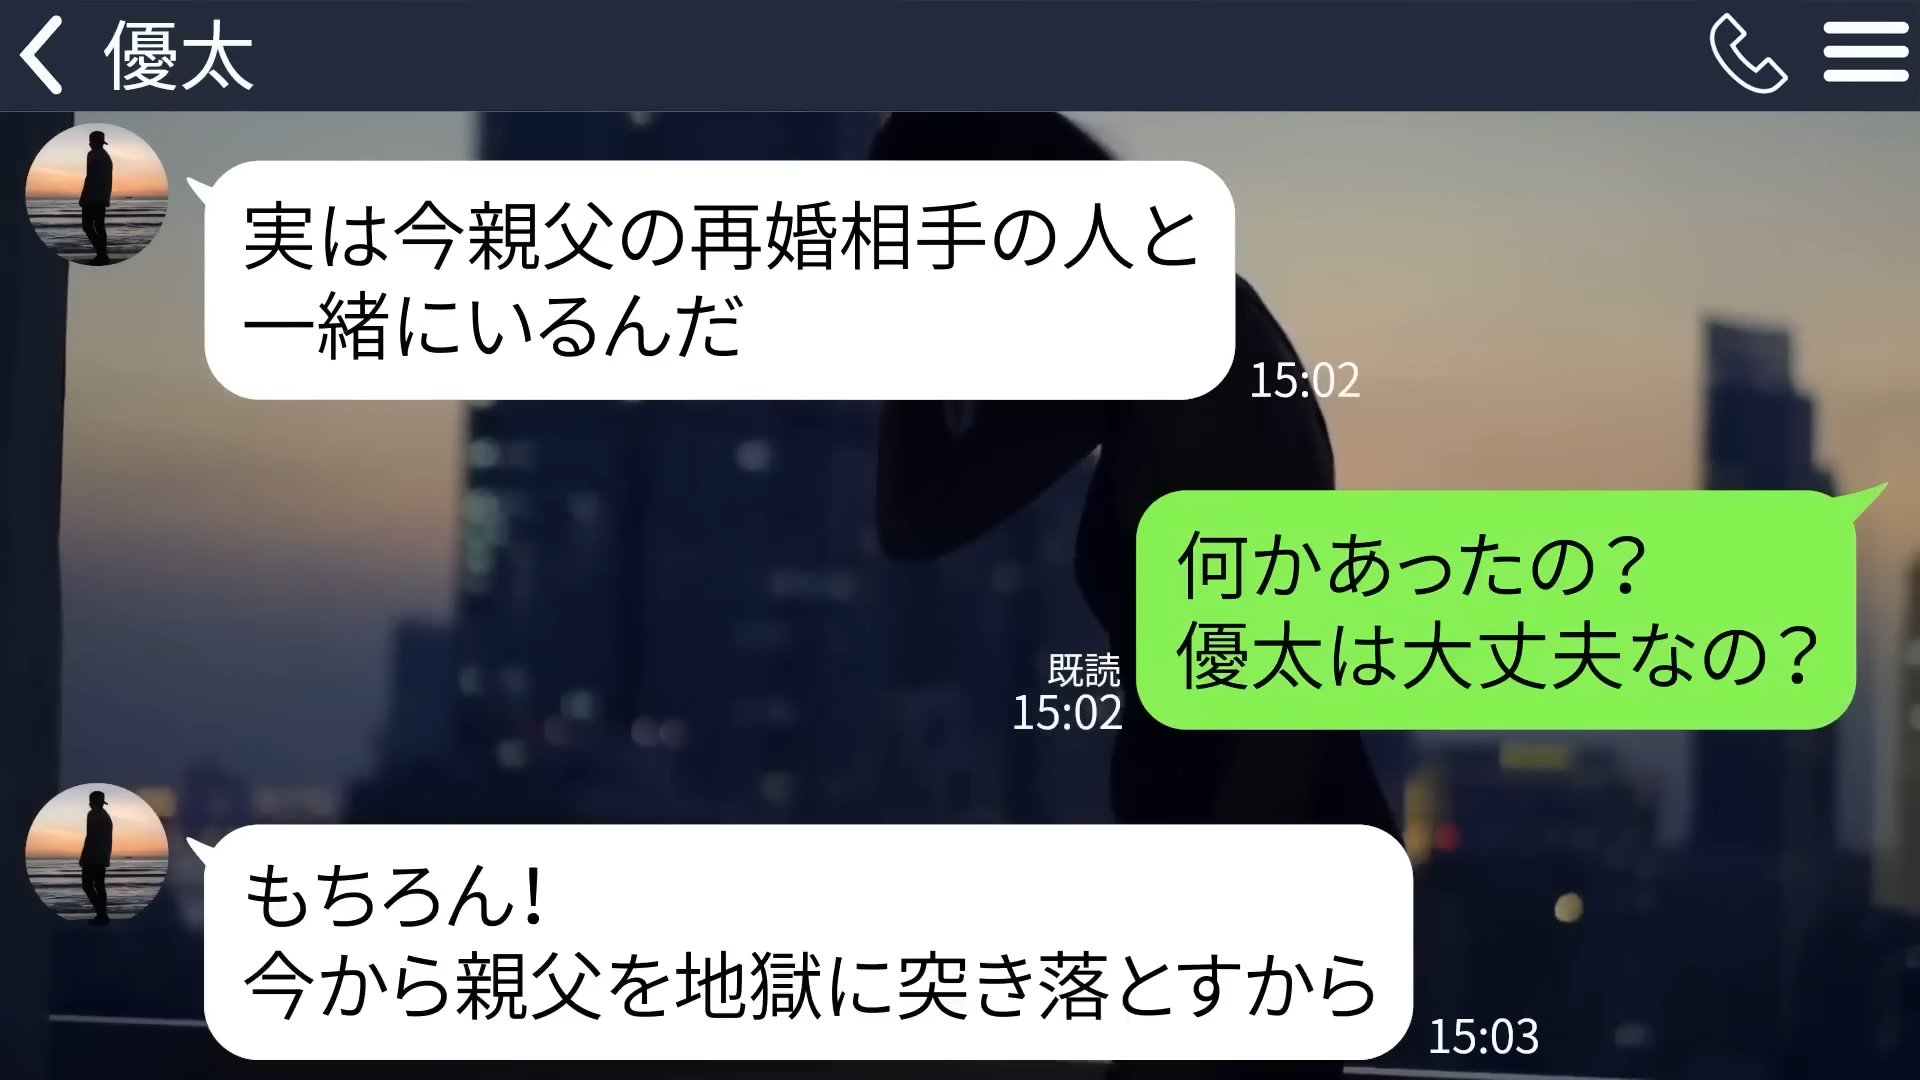 優太
実は今親父の再婚相手の人と
一緒にいるんだ
15:02
何かあったの？
優太は大丈夫なの？
既読
15:02
もちろん！
今から親父を地獄に突き落とすから
15:03